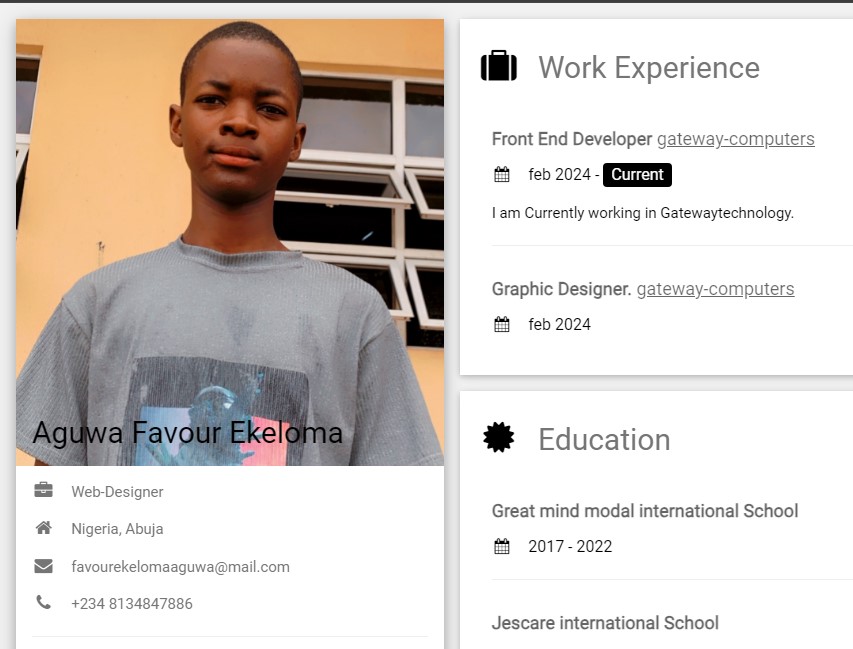 Aguwa Favour Ekeloma
Web-Designer
Nigeria, Abuja
favourekelomaaguwa@mail.com
+234 8134847886
Work Experience
Front End Developer gateway-computers
feb 2024 - Current
I am Currently working in Gatewaytechnology.
Graphic Designer. gateway-computers
feb 2024
Education
Great mind modal international School
2017 - 2022
Jescare international School